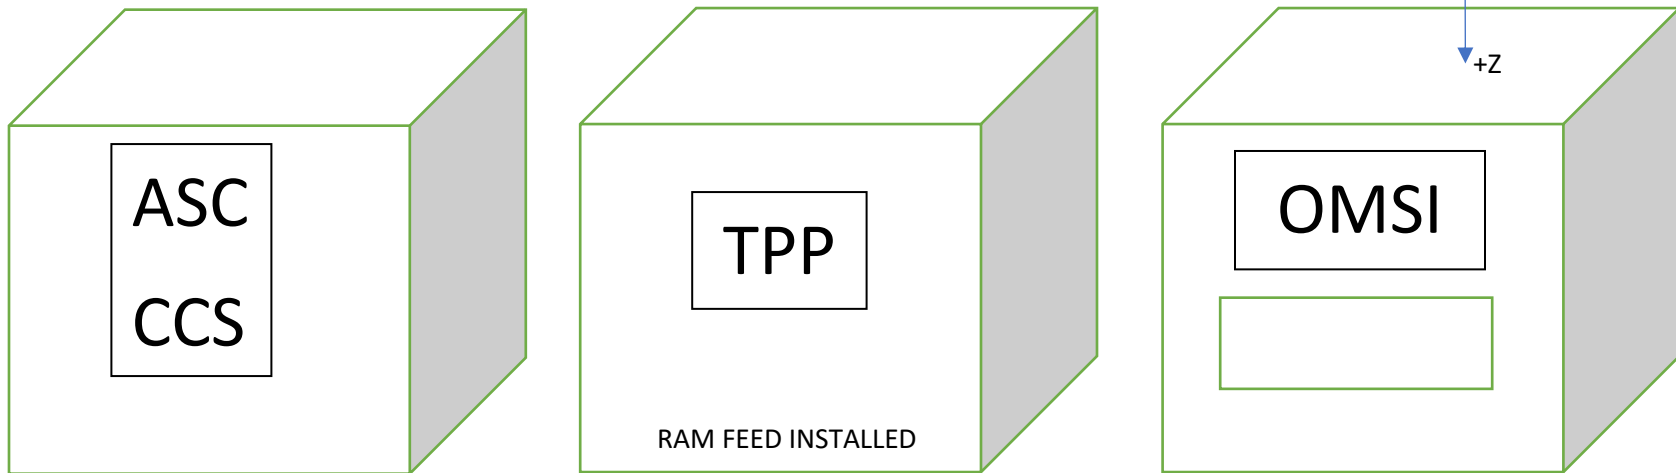 ASC
CCS
TPP
RAM FEED INSTALLED
+Z
OMSI